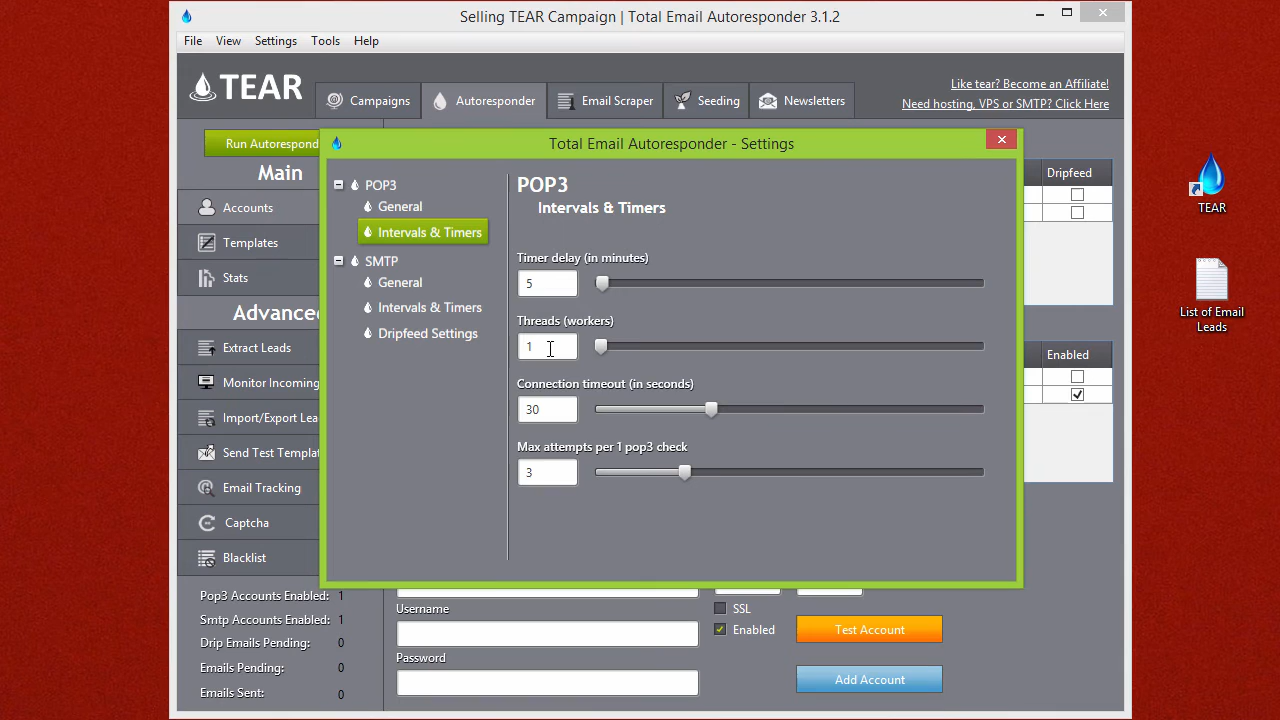 Selling TEAR Campaign | Total Email Autoresponder 3.1.2
File View Settings Tools Help
TEAR
Campaigns Autoresponder Email Scraper Seeding Newsletters
Like tear? Become an Affiliate!
Need hosting, VPS or SMTP? Click Here
Run Autorespond
Main
Accounts
Templates
Stats
Advance
Extract Leads
Monitor Incoming
Import/Export Lea
Send Test Templa
Email Tracking
Captcha
Blacklist
Pop3 Accounts Enabled: 1
Smtp Accounts Enabled: 1
Drip Emails Pending: 0
Emails Pending: 0
Emails Sent: 0
Total Email Autoresponder - Settings
POP3
General
Intervals & Timers
SMTP
General
Intervals & Timers
Dripfeed Settings
POP3
Intervals & Timers
Timer delay (in minutes)
5
Threads (workers)
1
Connection timeout (in seconds)
30
Max attempts per 1 pop3 check
3
Dripfeed
Enabled
Username
Password
SSL
Enabled
Test Account
Add Account
TEAR
List of Email
Leads